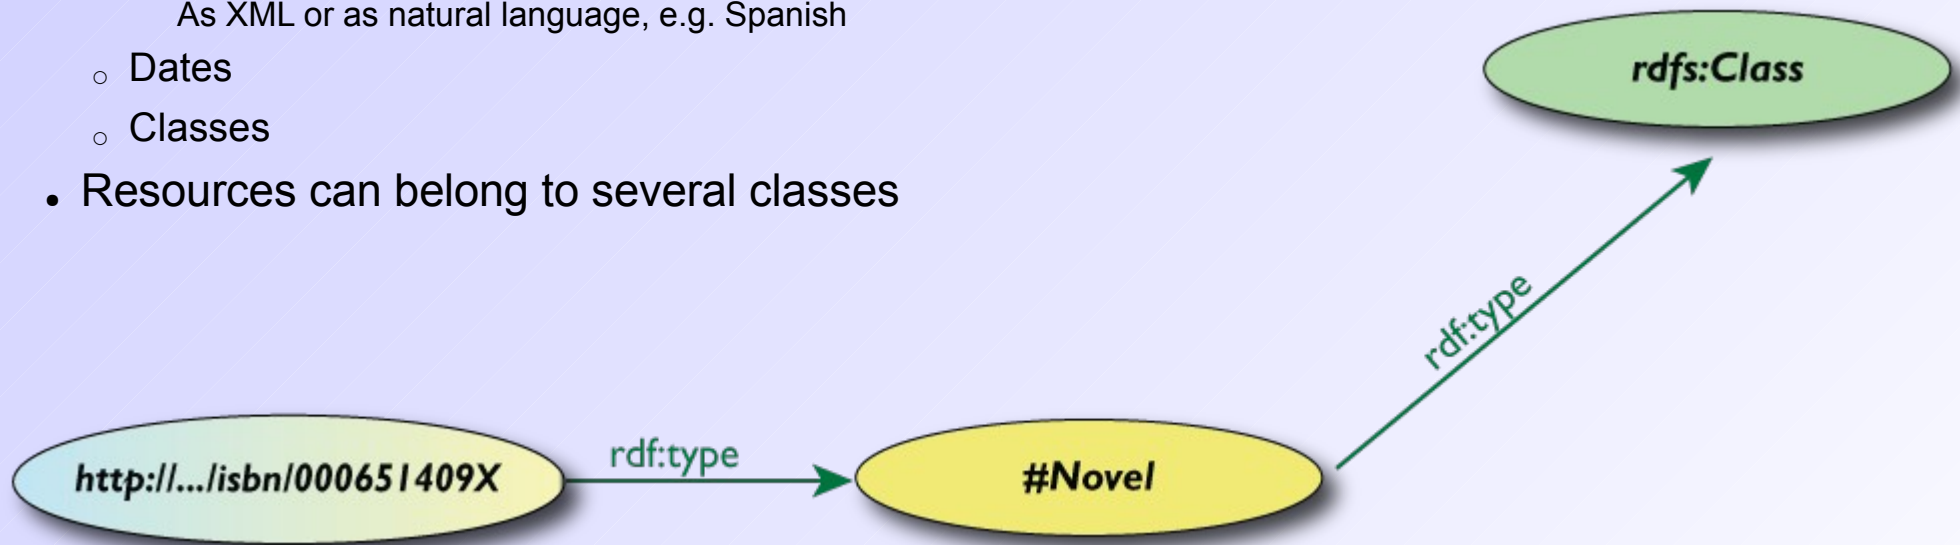 As XML or as natural language, e.g. Spanish
○ Dates
○ Classes
• Resources can belong to several classes
rdfs:Class
rdf:type
http://.../isbn/000651409X
rdf:type
#Novel